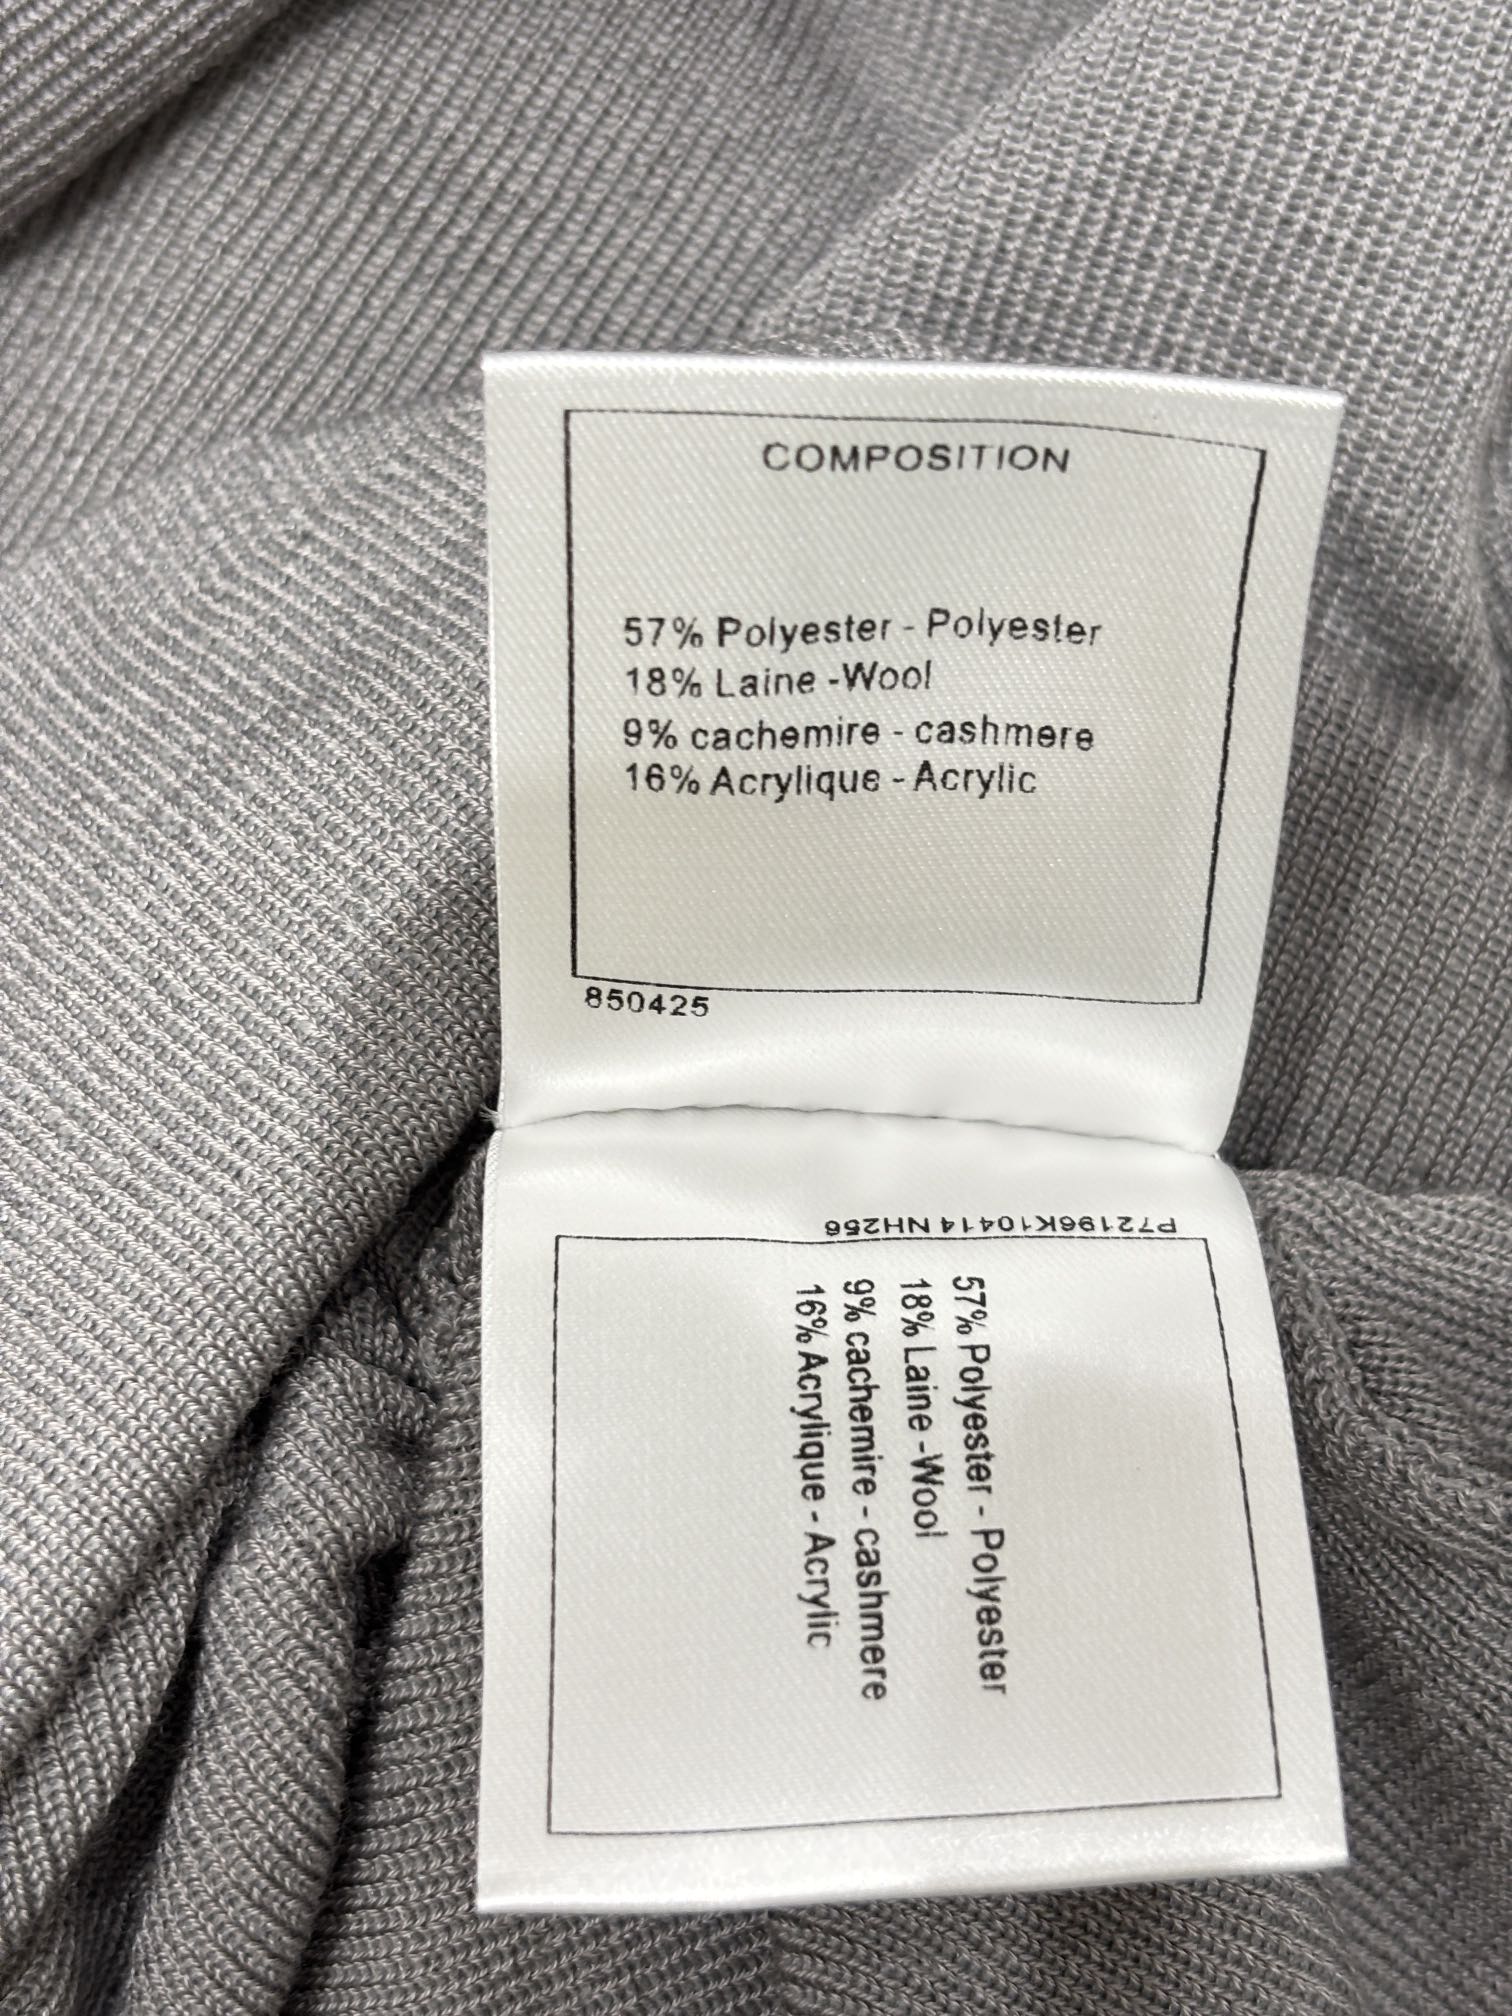 COMPOSITION
57% Polyester - Polyester
18% Laine -Wool
9% cachemire - cashmere
16% Acrylique - Acrylic
850425
P72196K10414 NH256
57% Polyester - Polyester
18% Laine -Wool
9% cachemire - cashmere
16% Acrylique - Acrylic